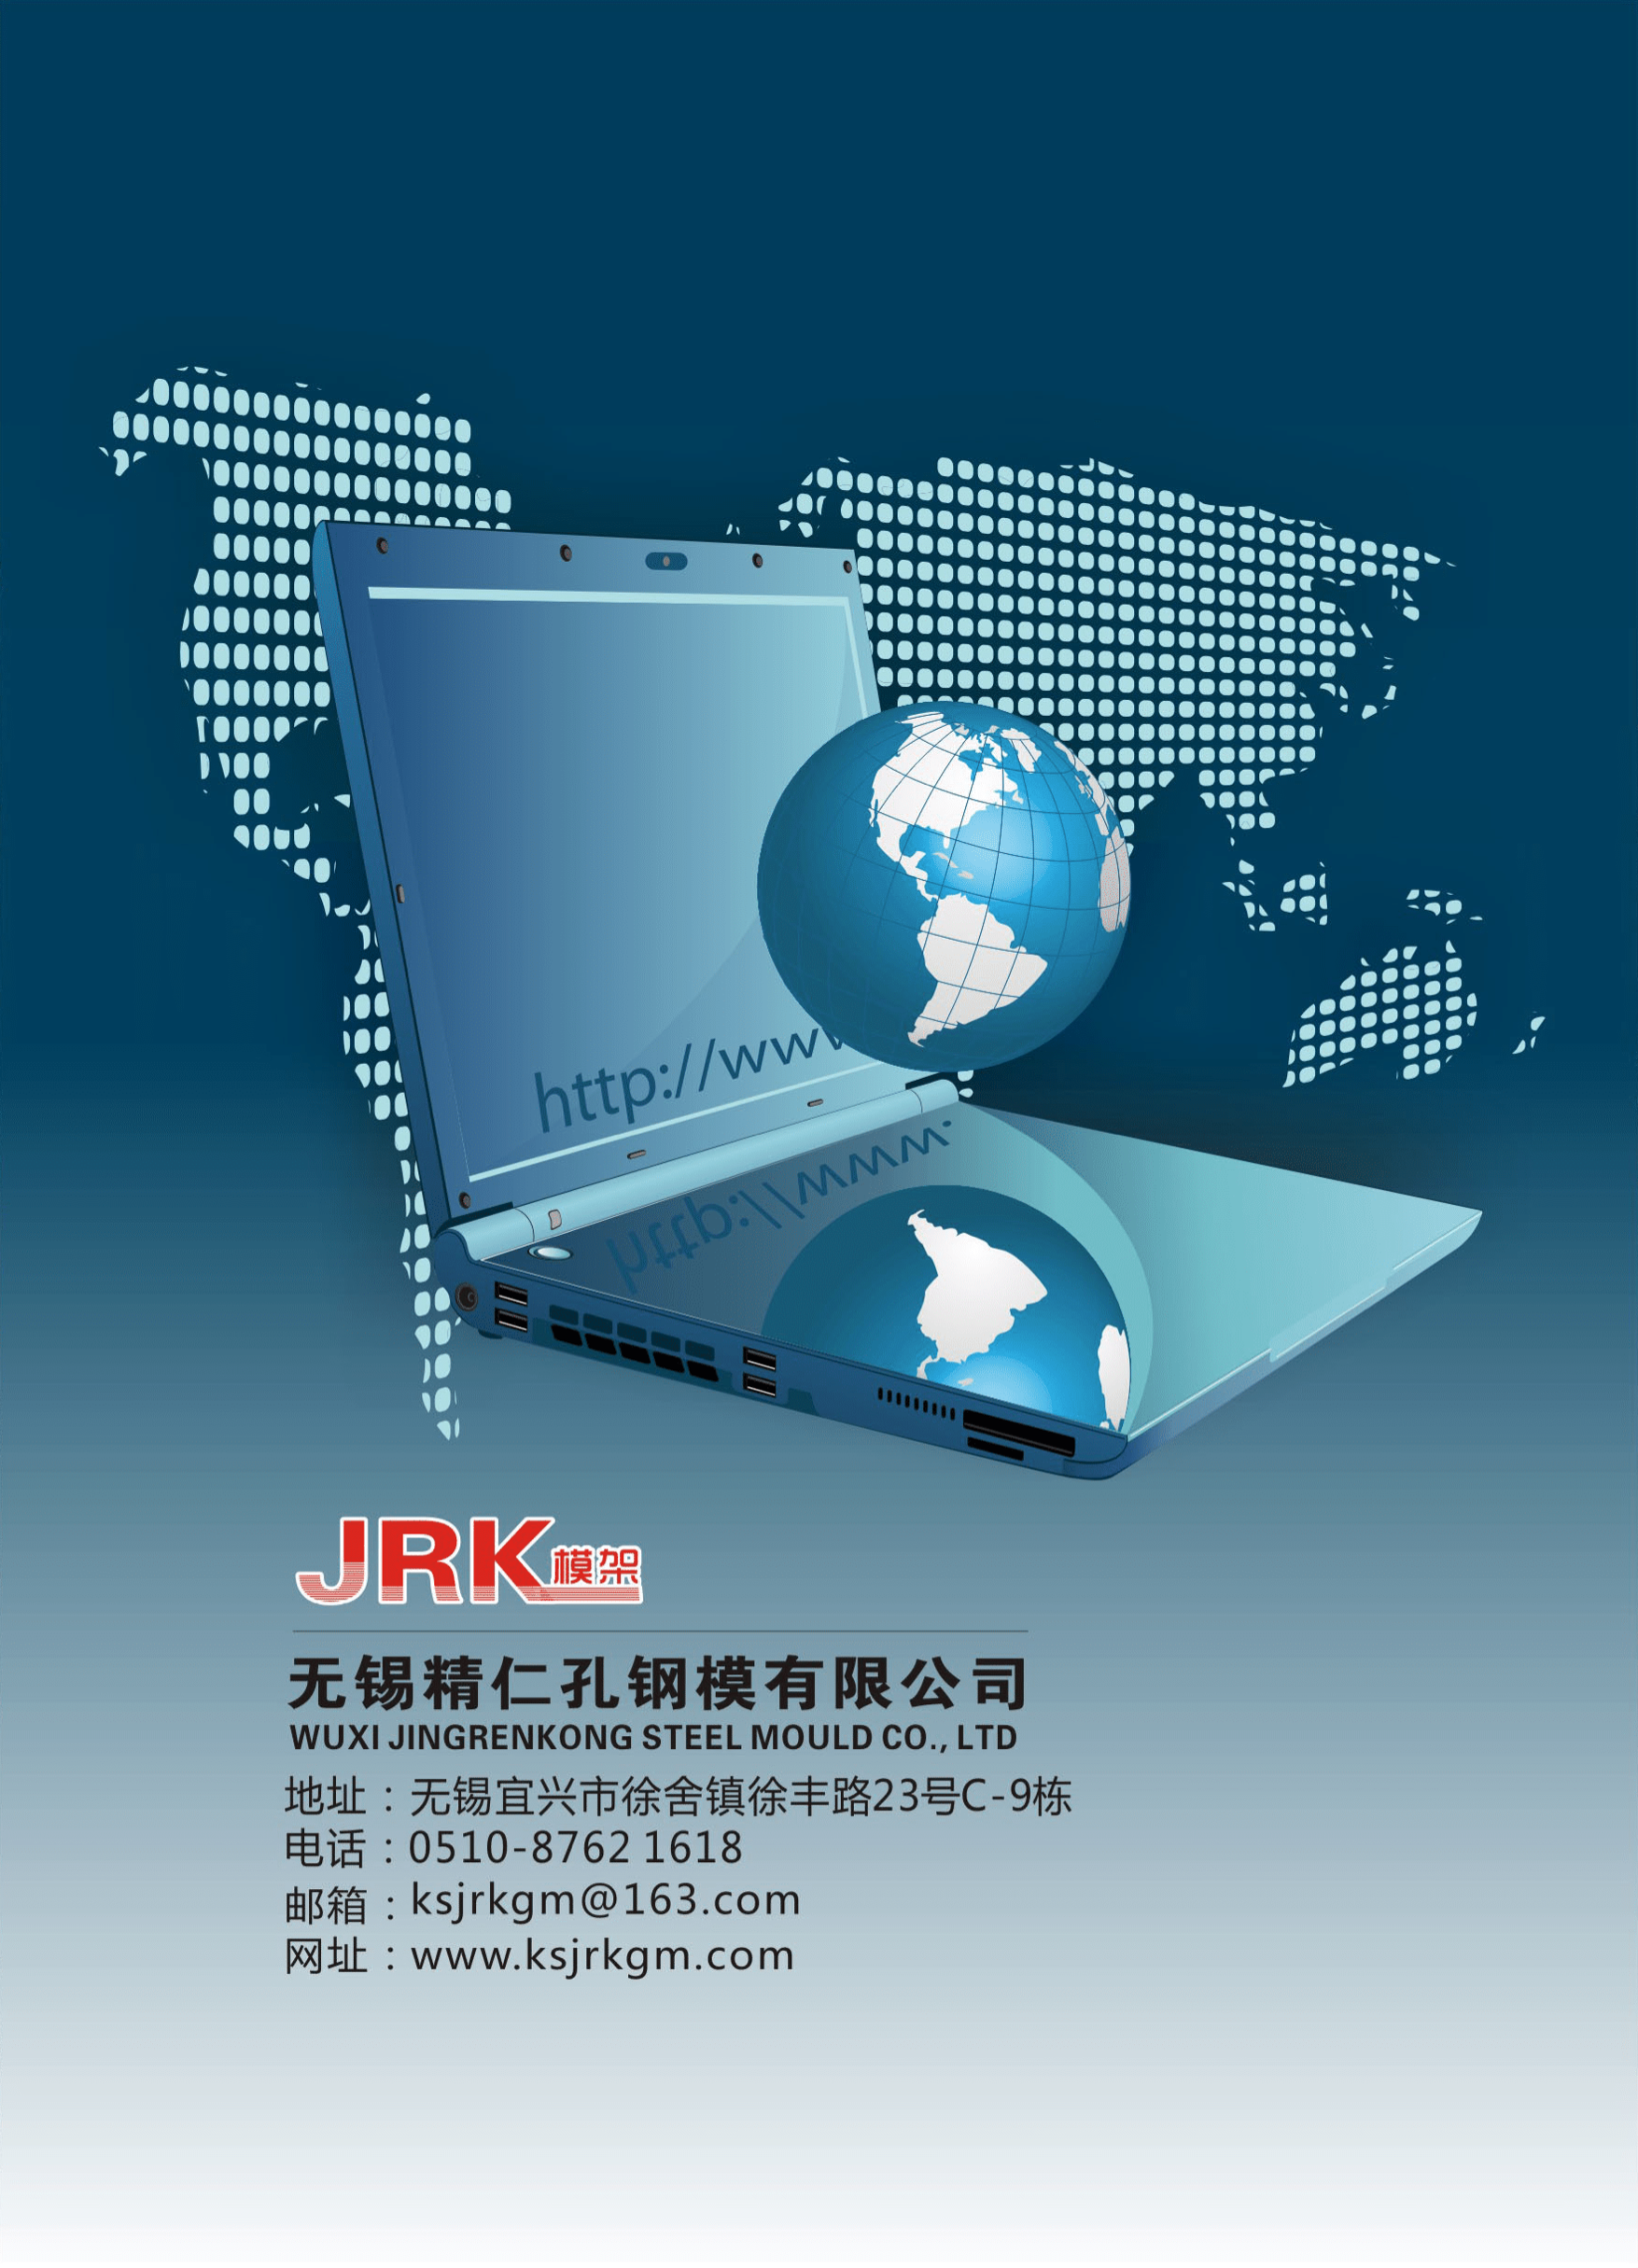 http://www
http://www.
JRK模架
无锡精仁孔钢模有限公司
WUXI JINGRENKONG STEEL MOULD CO., LTD
地址：无锡宜兴市徐舍镇徐丰路23号C-9栋
电话：0510-8762 1618
邮箱：ksjrkgm@163.com
网址：www.ksjrkgm.com